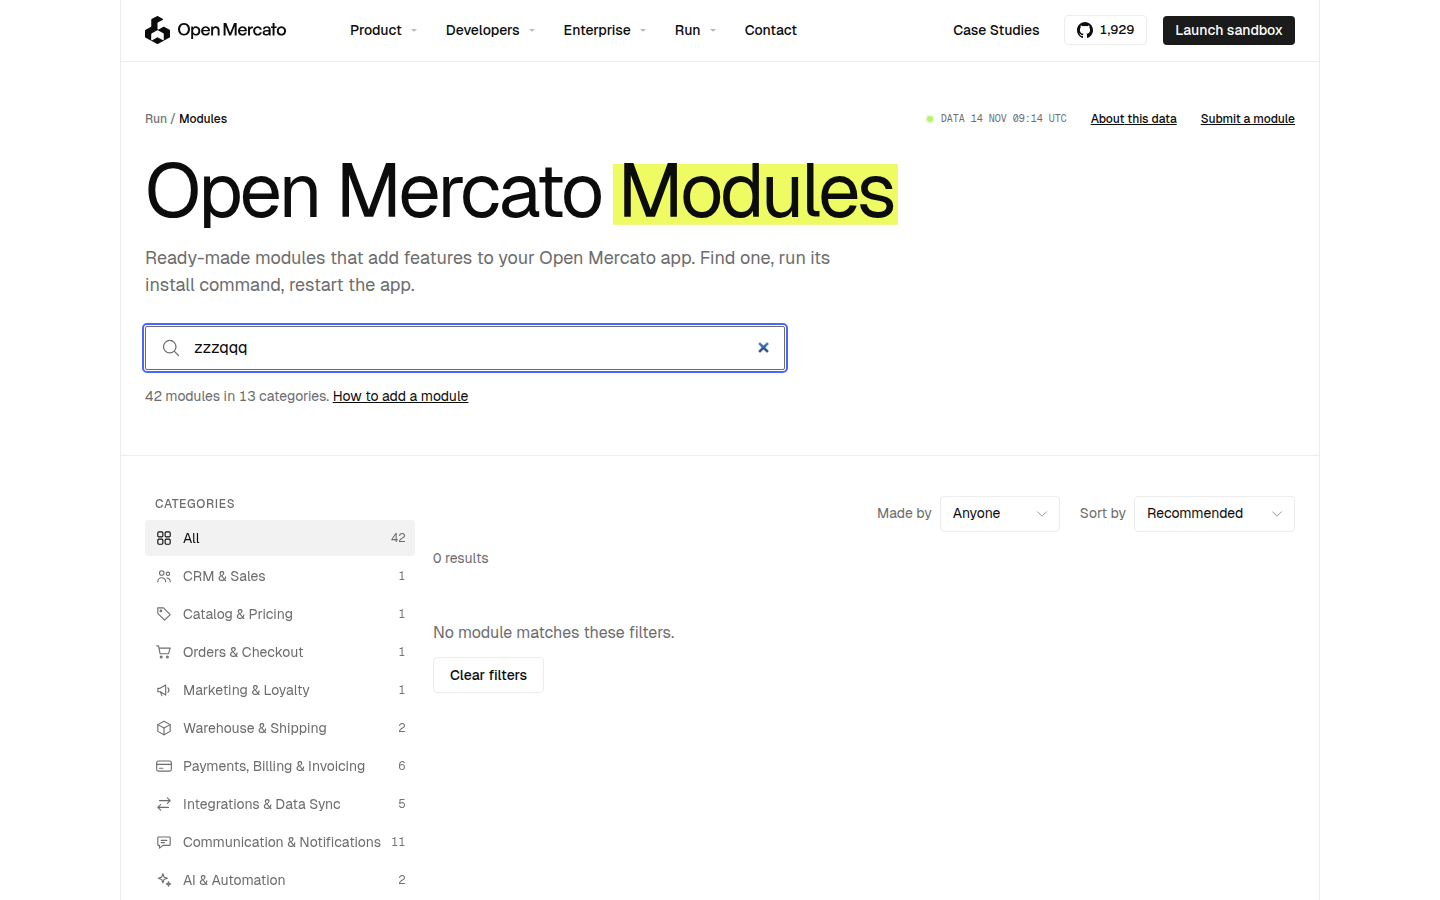 Open Mercato
Product
Developers
Enterprise
Run
Contact
Case Studies
1,929
Launch sandbox
Run / Modules
DATA 14 NOV 09:14 UTC
About this data
Submit a module
Open Mercato Modules
Ready-made modules that add features to your Open Mercato app. Find one, run its
install command, restart the app.
zzzqqq
42 modules in 13 categories. How to add a module
CATEGORIES
All 42
CRM & Sales 1
Catalog & Pricing 1
Orders & Checkout 1
Marketing & Loyalty 1
Warehouse & Shipping 2
Payments, Billing & Invoicing 6
Integrations & Data Sync 5
Communication & Notifications 11
AI & Automation 2
Made by
Anyone
Sort by
Recommended
0 results
No module matches these filters.
Clear filters